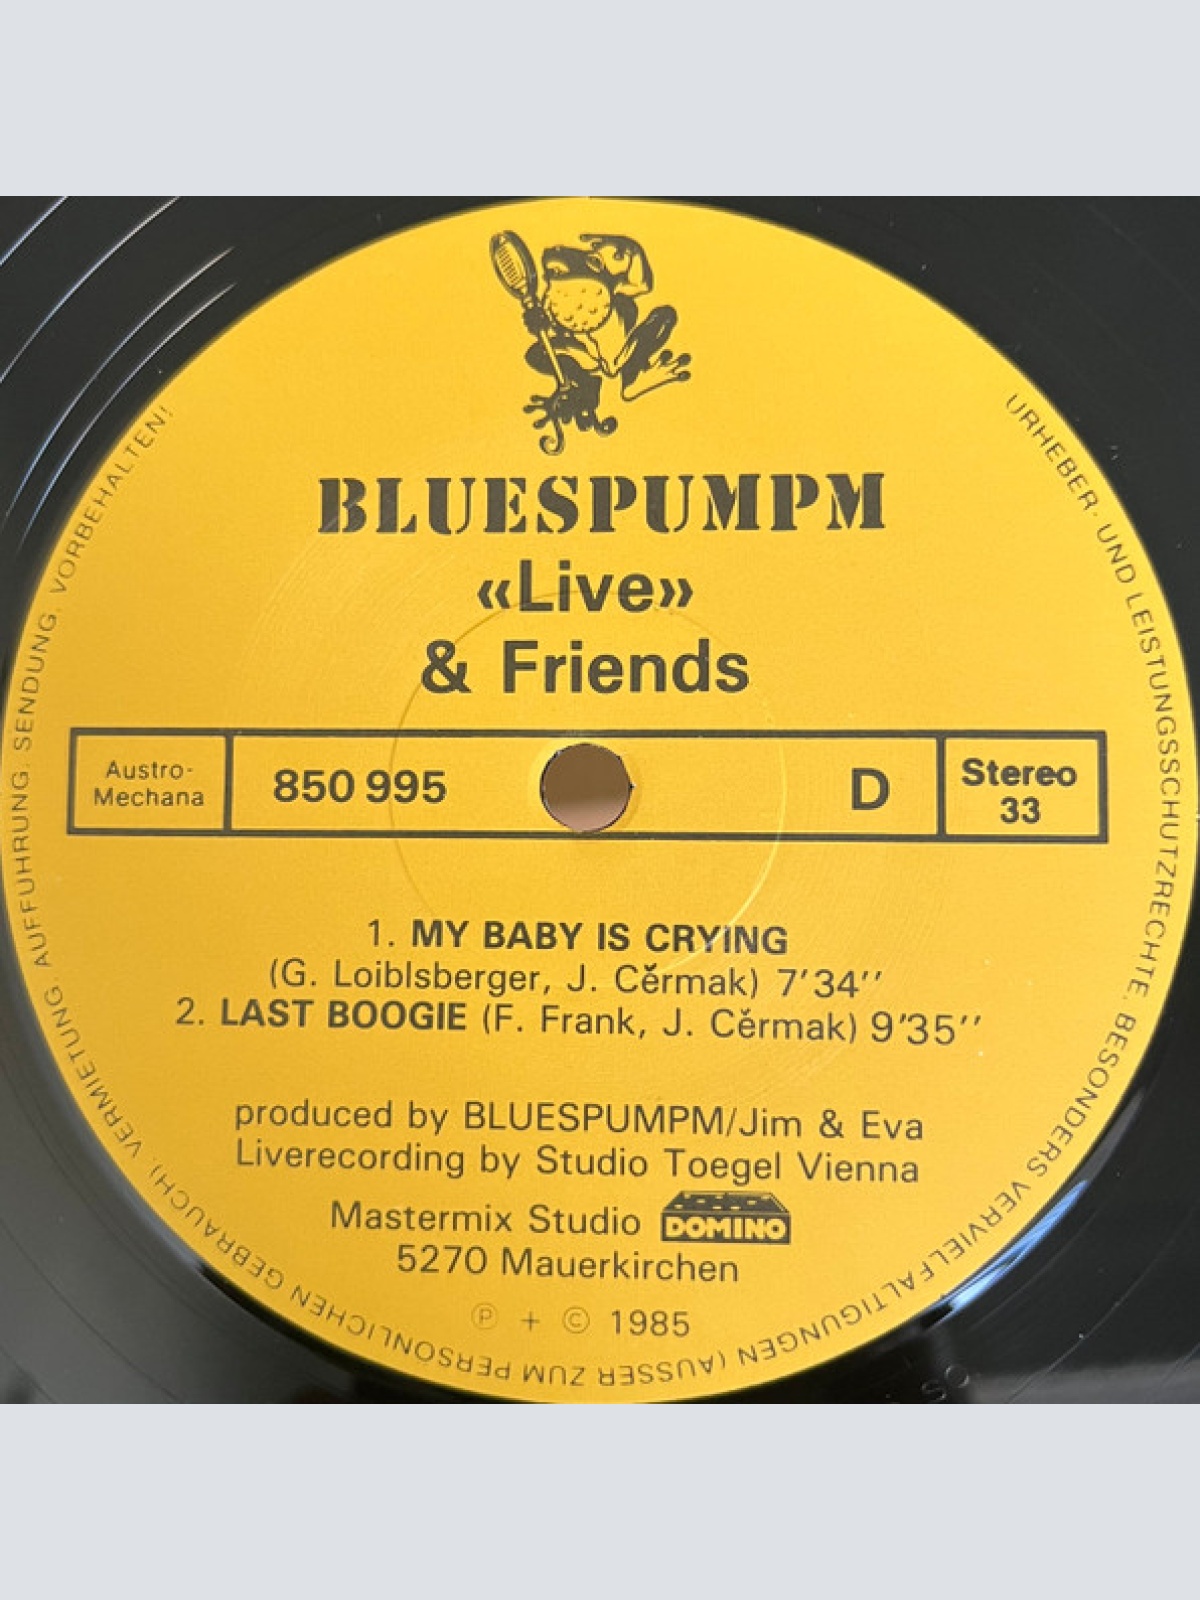 BLUESPUMPM
«Live»
& Friends
Austro-
Mechana
850 995
D
Stereo
33
1. MY BABY IS CRYING
(G. Loiblsberger, J. Cěrmak) 7'34''
2. LAST BOOGIE (F. Frank, J. Cěrmak) 9'35''
produced by BLUESPUMPM/Jim & Eva
Liverecording by Studio Toegel Vienna
Mastermix Studio DOMINO
5270 Mauerkirchen
℗ + © 1985
URHEBER- UND LEISTUNGSSCHUTZRECHTE, BESONDERS VERVIELFÄLTIGUNGEN (AUSSER ZUM PERSÖNLICHEN GEBRAUCH), VERMIETUNG, AUFFÜHRUNG, SENDUNG, VORBEHALTEN!